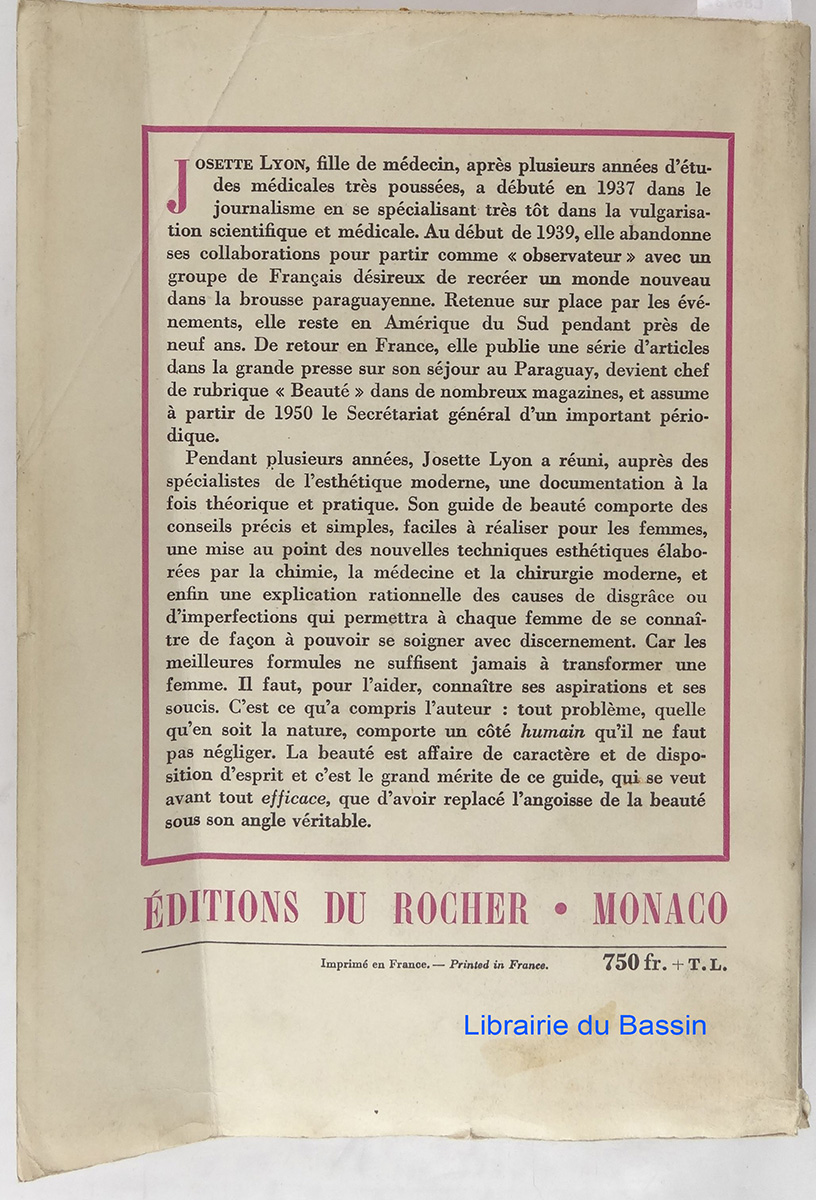 JOSETTE LYON, fille de médecin, après plusieurs années d'étu-
des médicales très poussées, a débuté en 1937 dans le
journalisme en se spécialisant très tôt dans la vulgarisa-
tion scientifique et médicale. Au début de 1939, elle abandonne
ses collaborations pour partir comme « observateur » avec un
groupe de Français désireux de recréer un monde nouveau
dans la brousse paraguayenne. Retenue sur place par les évé-
nements, elle reste en Amérique du Sud pendant près de
neuf ans. De retour en France, elle publie une série d'articles
dans la grande presse sur son séjour au Paraguay, devient chef
de rubrique « Beauté » dans de nombreux magazines, et assume
à partir de 1950 le Secrétariat général d'un important pério-
dique.
Pendant plusieurs années, Josette Lyon a réuni, auprès des
spécialistes de l'esthétique moderne, une documentation à la
fois théorique et pratique. Son guide de beauté comporte des
conseils précis et simples, faciles à réaliser pour les femmes,
une mise au point des nouvelles techniques esthétiques élabo-
rées par la chimie, la médecine et la chirurgie moderne, et
enfin une explication rationnelle des causes de disgrâce ou
d'imperfections qui permettra à chaque femme de se connaî-
tre de façon à pouvoir se soigner avec discernement. Car les
meilleures formules ne suffisent jamais à transformer une
femme. Il faut, pour l'aider, connaître ses aspirations et ses
soucis. C'est ce qu'a compris l'auteur : tout problème, quelle
qu'en soit la nature, comporte un côté humain qu'il ne faut
pas négliger. La beauté est affaire de caractère et de dispo-
sition d'esprit et c'est le grand mérite de ce guide, qui se veut
avant tout efficace, que d'avoir replacé l'angoisse de la beauté
sous son angle véritable.
ÉDITIONS DU ROCHER • MONACO
Imprimé en France. — Printed in France. 750 fr. + T. L.
Librairie du Bassin